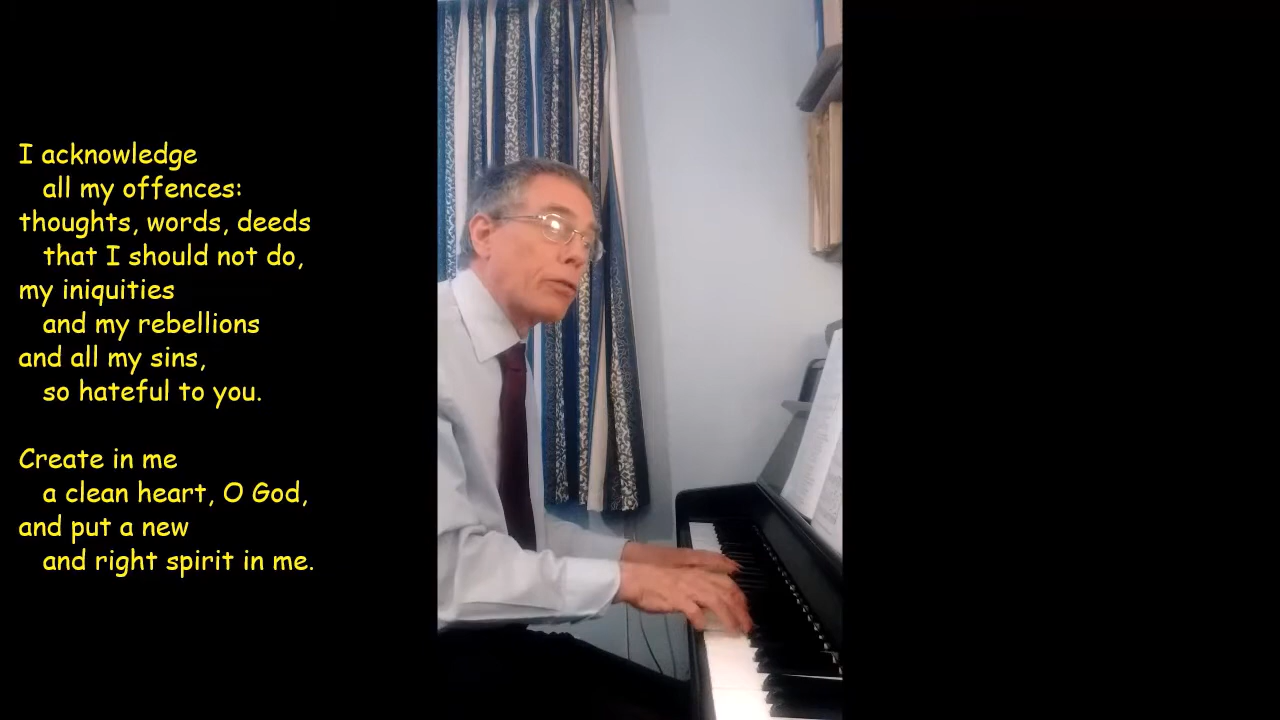 I acknowledge
all my offences:
thoughts, words, deeds
that I should not do,
my iniquities
and my rebellions
and all my sins,
so hateful to you.
Create in me
a clean heart, O God,
and put a new
and right spirit in me.